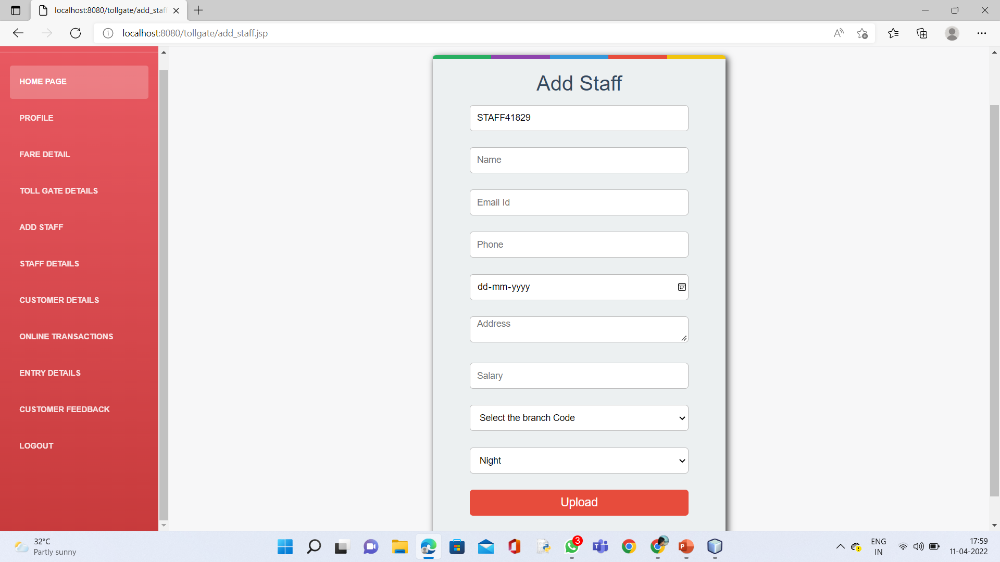 localhost:8080/tollgate/add_staf
localhost:8080/tollgate/add_staff.jsp
HOME PAGE
PROFILE
FARE DETAIL
TOLL GATE DETAILS
ADD STAFF
STAFF DETAILS
CUSTOMER DETAILS
ONLINE TRANSACTIONS
ENTRY DETAILS
CUSTOMER FEEDBACK
LOGOUT
Add Staff
STAFF41829
Name
Email Id
Phone
dd-mm-yyyy
Address
Salary
Select the branch Code
Night
Upload
32°C
Partly sunny
3
ENG
IN
17:59
11-04-2022